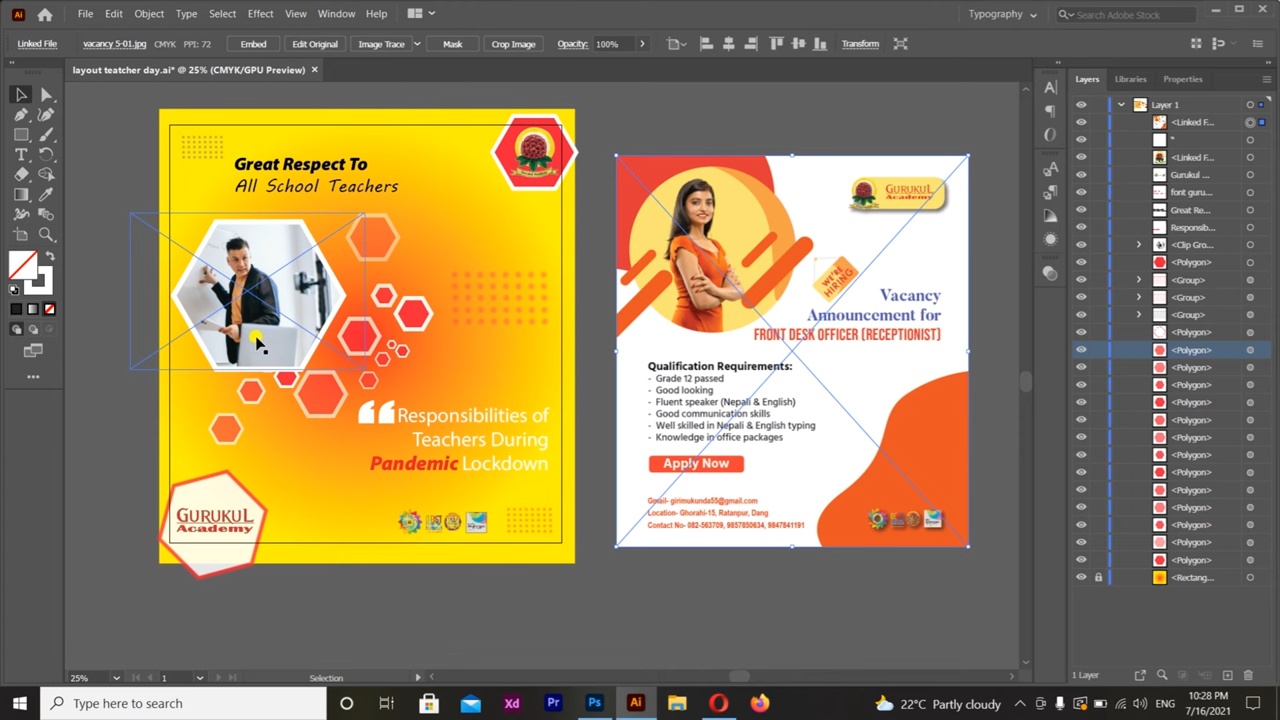 Ai
File Edit Object Type Select Effect View Window Help
Typography
Search Adobe Stock
Linked File
vacancy 5-01.jpg
CMYK
PPI: 72
Embed
Edit Original
Image Trace
Mask
Crop Image
Opacity:
100%
Transform
layout teatcher day.ai* @ 25% (CMYK/GPU Preview)
Layers
Libraries
Properties
Layer 1
<Linked F...
"
<Linked F...
Gurukul ...
font guru...
Great Re...
Responsib...
<Clip Gro...
<Polygon>
<Group>
<Group>
<Group>
<Polygon>
<Polygon>
<Polygon>
<Polygon>
<Polygon>
<Polygon>
<Polygon>
<Polygon>
<Polygon>
<Polygon>
<Polygon>
<Polygon>
<Polygon>
<Polygon>
<Rectang...
1 Layer
Great Respect To
All School Teachers
❝Responsibilities of
Teachers During
Pandemic Lockdown
GURUKUL
Academy
GURUKUL
Academy
WE'RE
HIRING
Vacancy
Announcement for
FRONT DESK OFFICER (RECEPTIONIST)
Qualification Requirements:
- Grade 12 passed
- Good looking
- Fluent speaker (Nepali & English)
- Good communication skills
- Well skilled in Nepali & English typing
- Knowledge in office packages
Apply Now
Gmail- girimukunda55@gmail.com
Location- Ghorahi-15, Ratanpur, Dang
Contact No- 082-563709, 9857850634, 9847841191
25%
1
Selection
Type here to search
Xd
Pr
Ps
Ai
22°C Partly cloudy
ENG
10:28 PM
7/16/2021